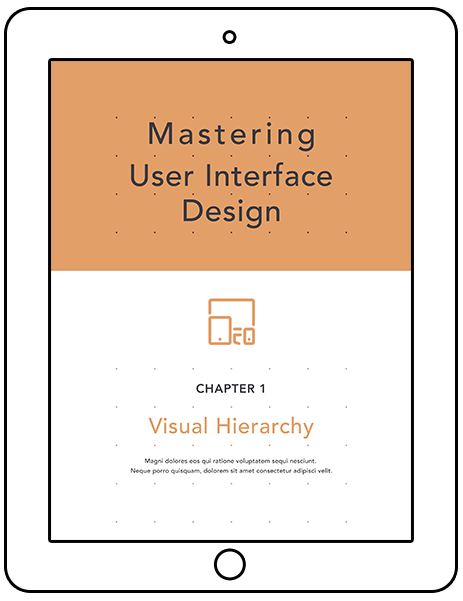 Mastering
User Interface
Design
CHAPTER 1
Visual Hierarchy
Magni dolores eos qui ratione voluptatem sequi nesciunt.
Neque porro quisquam, dolorem sit amet consectetur adipisci velit.